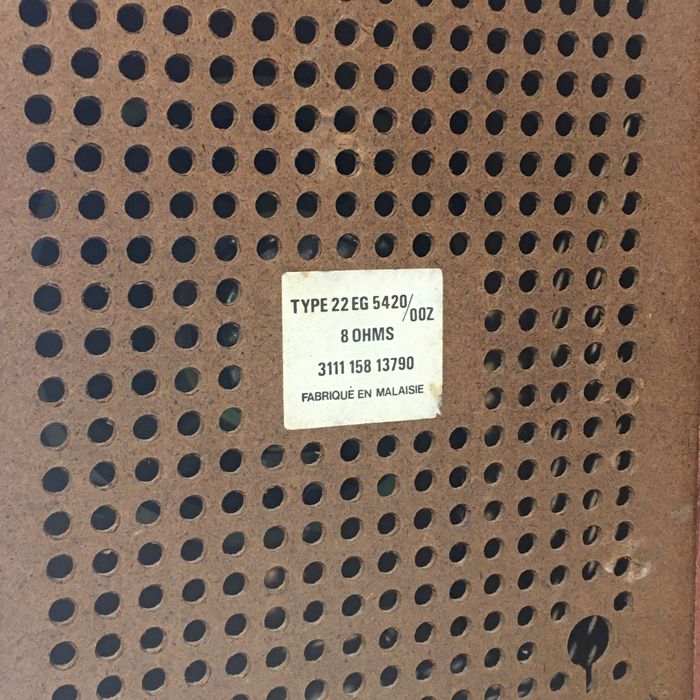 TYPE 22 EG 5420/00Z
8 OHMS
3111 158 13790
FABRIQUÉ EN MALAISIE